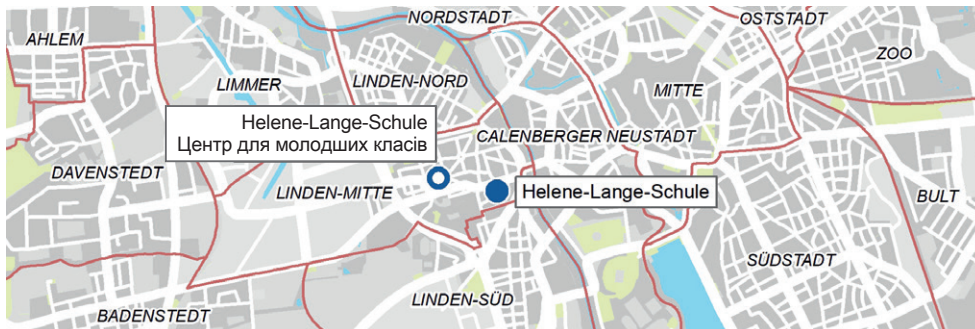 NORDSTADT
OSTSTADT
AHLEM
ZOO
LIMMER
LINDEN-NORD
MITTE
Helene-Lange-Schule
Центр для молодших класів
CALENBERGER NEUSTADT
DAVENSTEDT
LINDEN-MITTE
Helene-Lange-Schule
BULT
SÜDSTADT
LINDEN-SÜD
BADENSTEDT